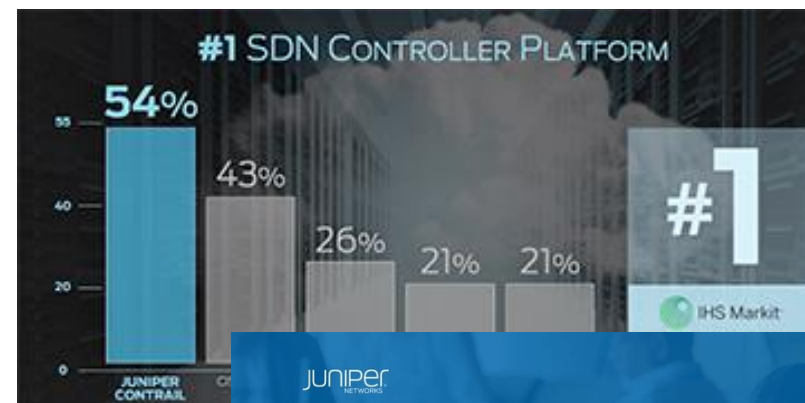 #1 SDN CONTROLLER PLATFORM
54%
55
43%
40
26%
21% 21%
20
0
JUNIPER
CONTRAIL
#1
IHS Markit
JUNIPER
NETWORKS